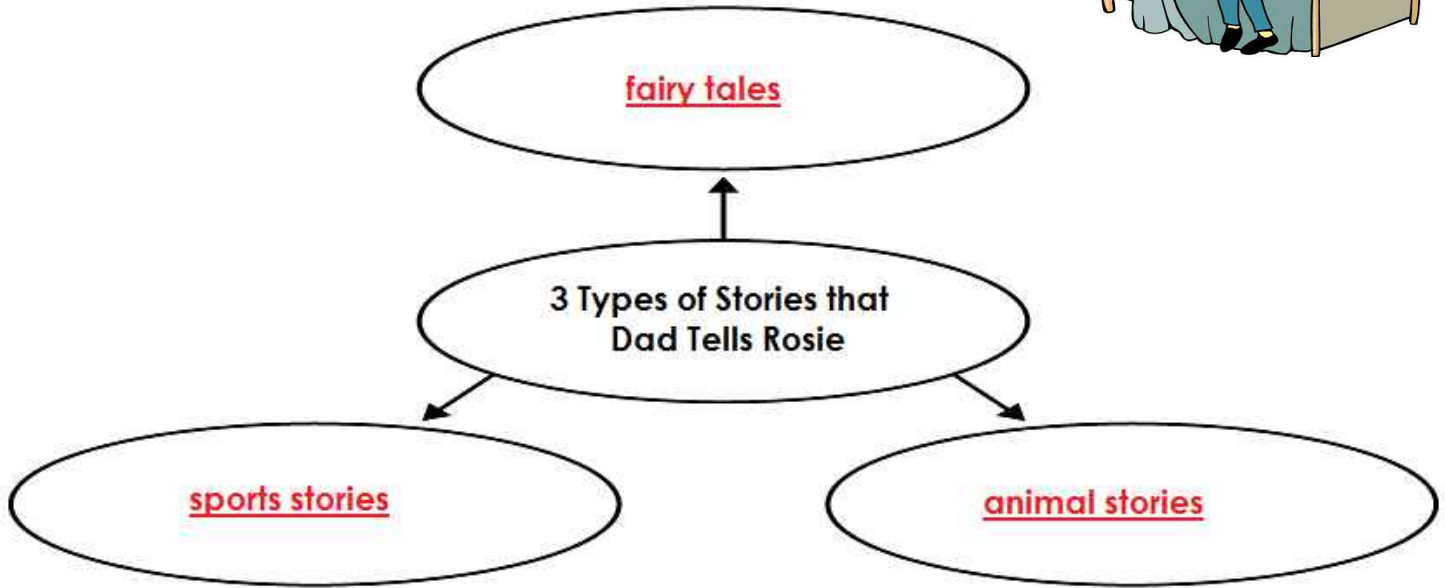 fairy tales
3 Types of Stories that
Dad Tells Rosie
sports stories
animal stories